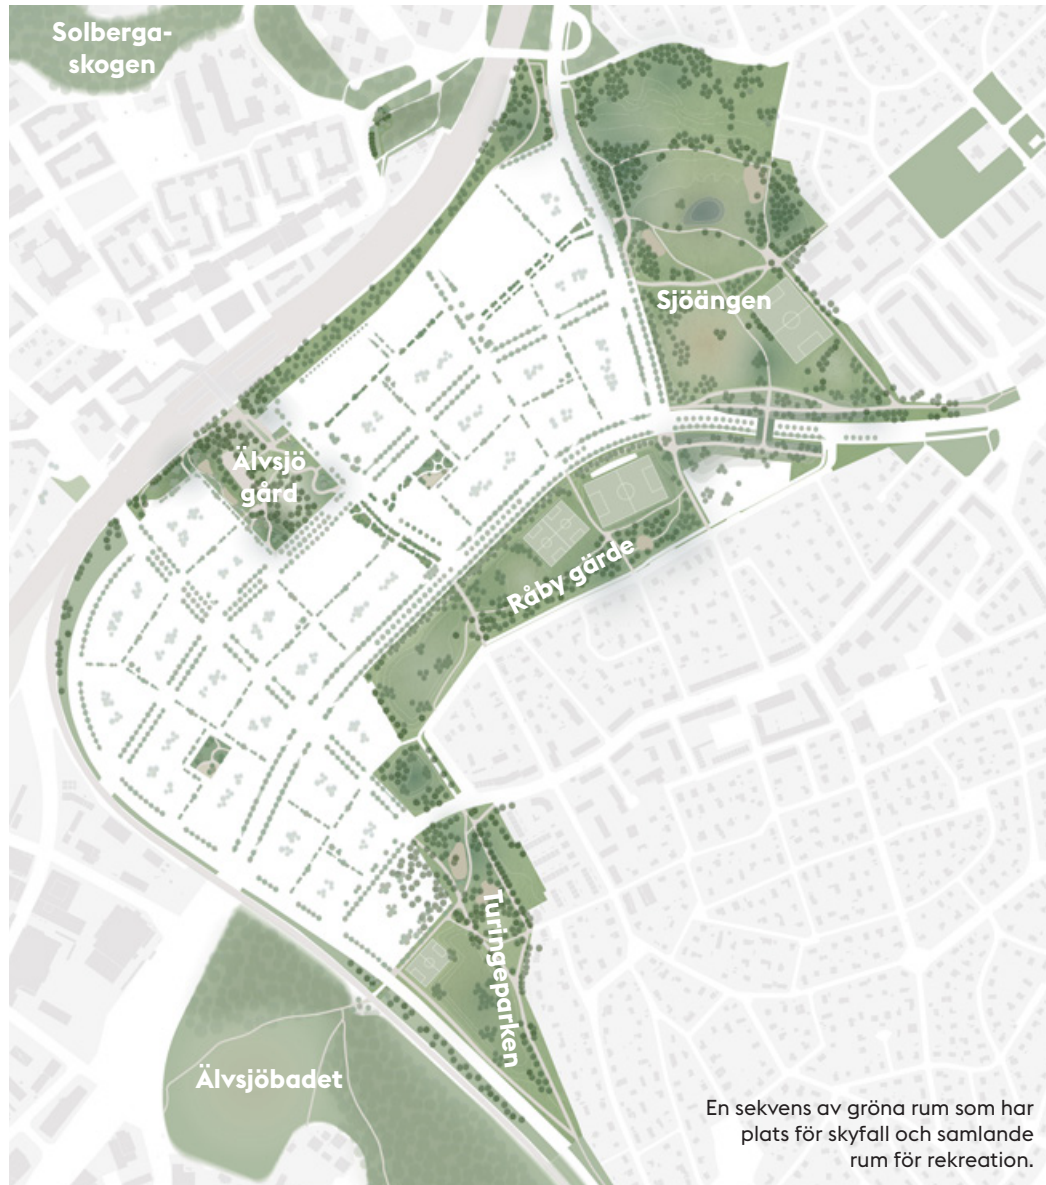 Solberga-
skogen
Sjöängen
Älvsjö
gård
Råby gärde
Turingeparken
Älvsjöbadet
En sekvens av gröna rum som har
plats för skyfall och samlande
rum för rekreation.